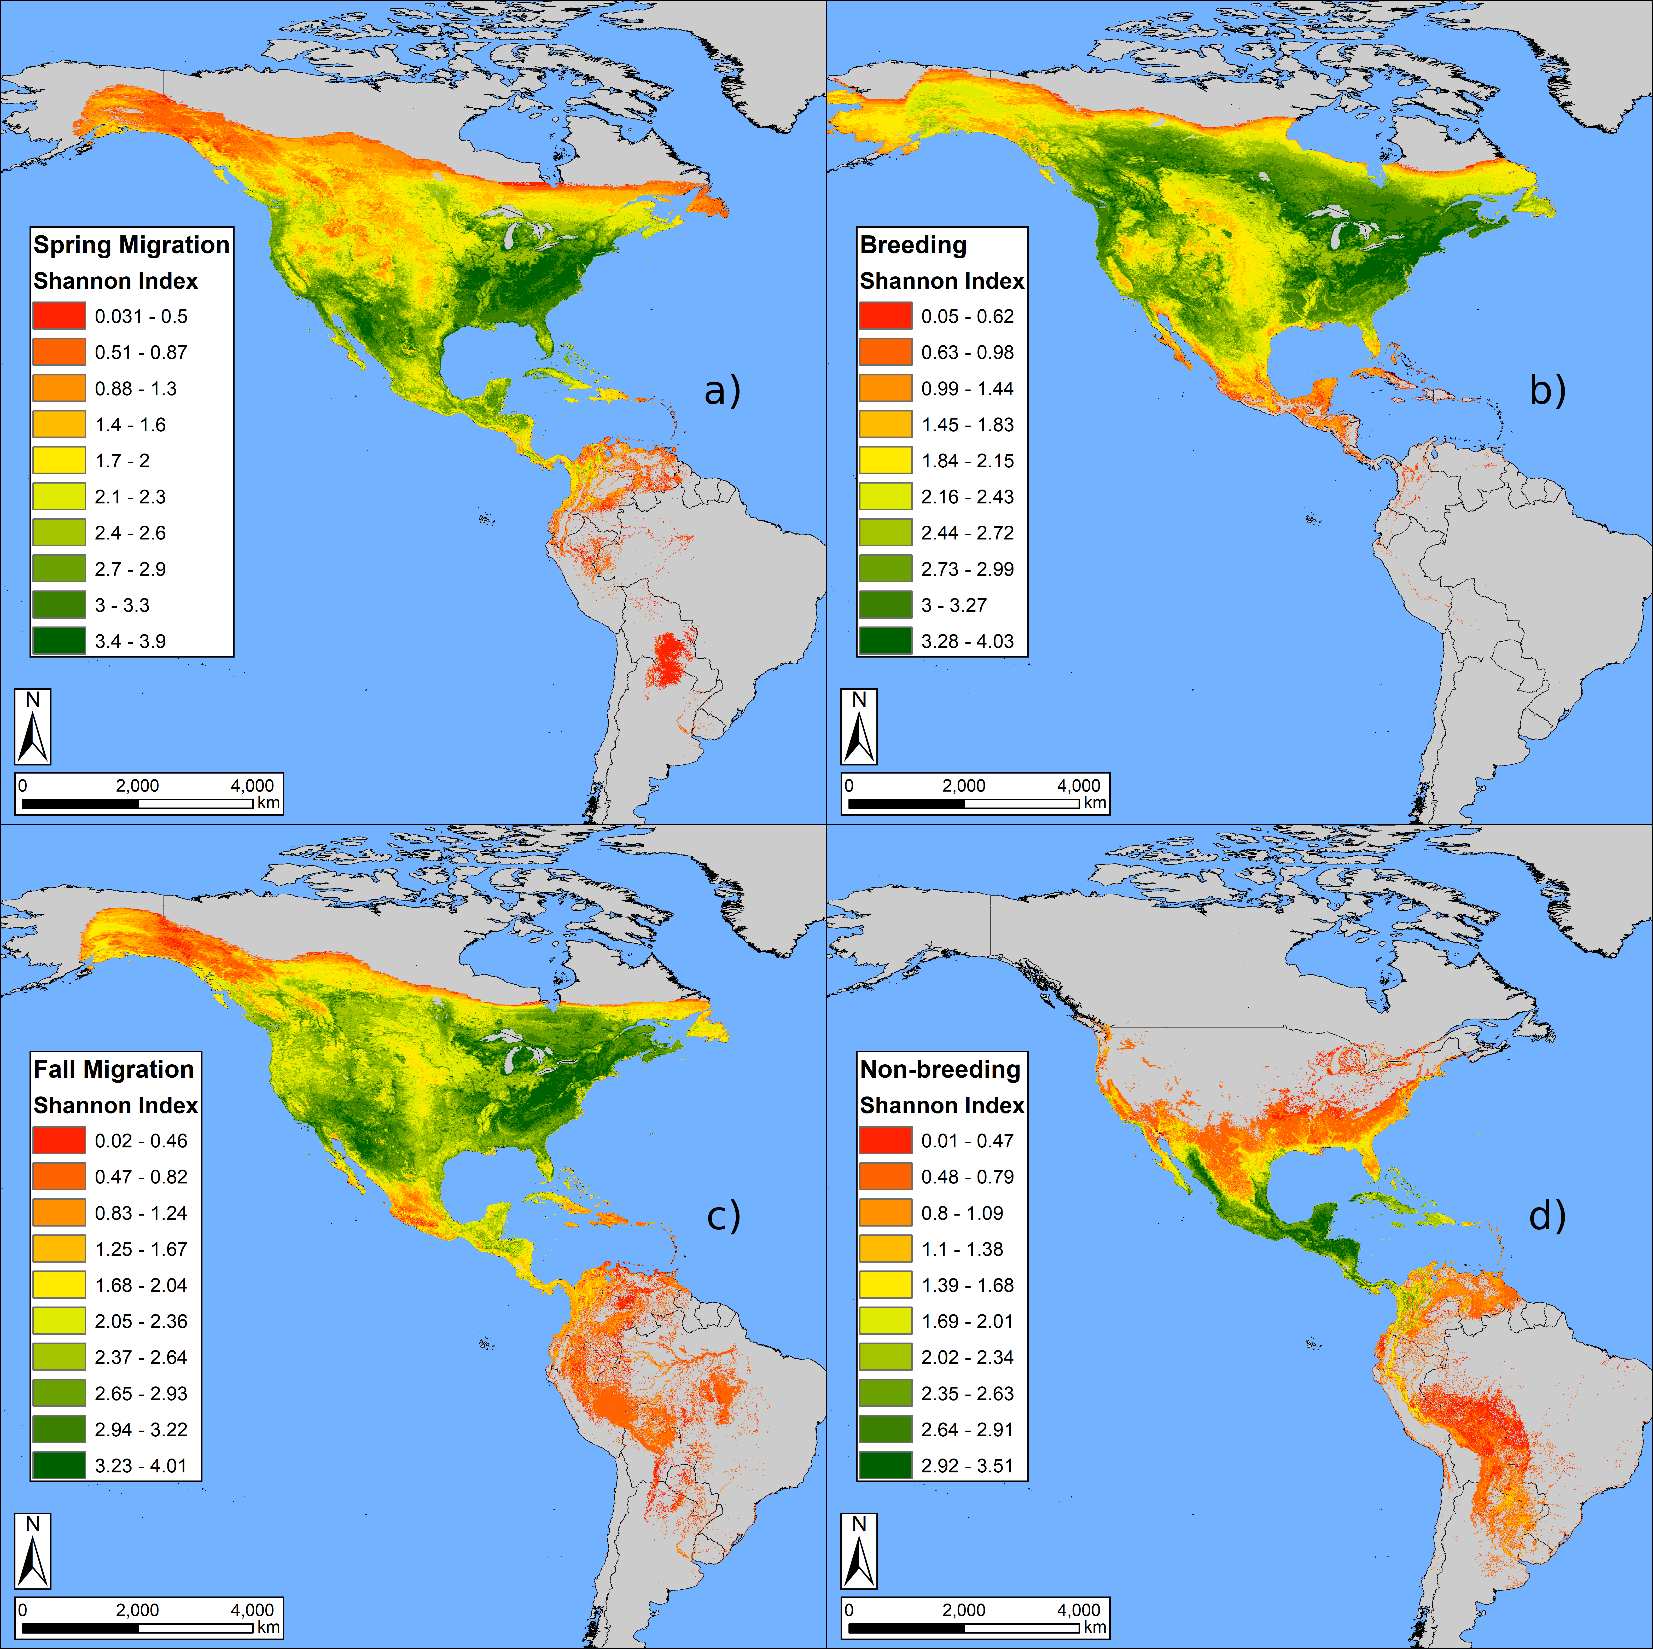 Spring Migration
Shannon Index
0.031 - 0.5
0.51 - 0.87
0.88 - 1.3
1.4 - 1.6
1.7 - 2
2.1 - 2.3
2.4 - 2.6
2.7 - 2.9
3 - 3.3
3.4 - 3.9
a)
N
0 2,000 4,000
km
Breeding
Shannon Index
0.05 - 0.62
0.63 - 0.98
0.99 - 1.44
1.45 - 1.83
1.84 - 2.15
2.16 - 2.43
2.44 - 2.72
2.73 - 2.99
3 - 3.27
3.28 - 4.03
b)
N
0 2,000 4,000
km
Fall Migration
Shannon Index
0.02 - 0.46
0.47 - 0.82
0.83 - 1.24
1.25 - 1.67
1.68 - 2.04
2.05 - 2.36
2.37 - 2.64
2.65 - 2.93
2.94 - 3.22
3.23 - 4.01
c)
N
0 2,000 4,000
km
Non-breeding
Shannon Index
0.01 - 0.47
0.48 - 0.79
0.8 - 1.09
1.1 - 1.38
1.39 - 1.68
1.69 - 2.01
2.02 - 2.34
2.35 - 2.63
2.64 - 2.91
2.92 - 3.51
d)
N
0 2,000 4,000
km